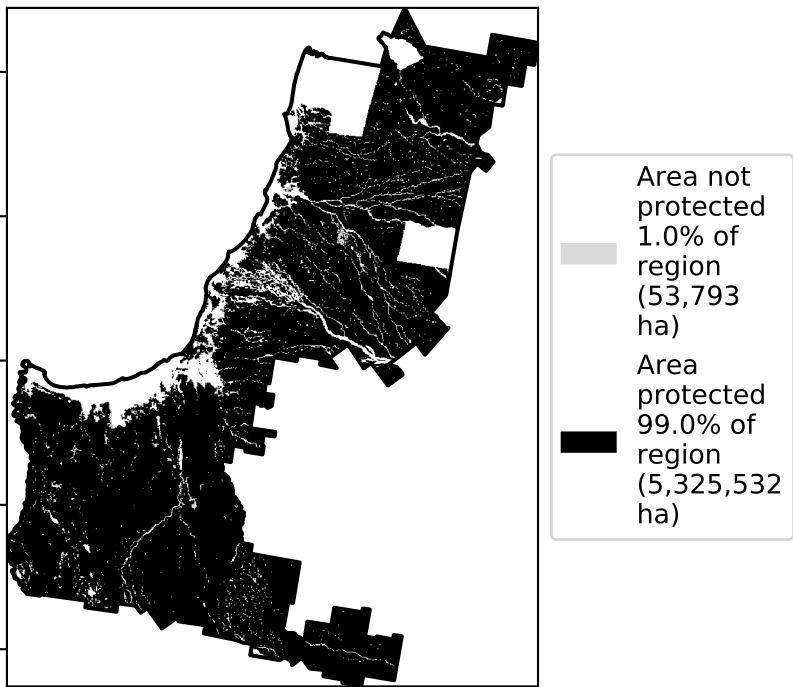 Area not
protected
1.0% of
region
(53,793
ha)
Area
protected
99.0% of
region
(5,325,532
ha)